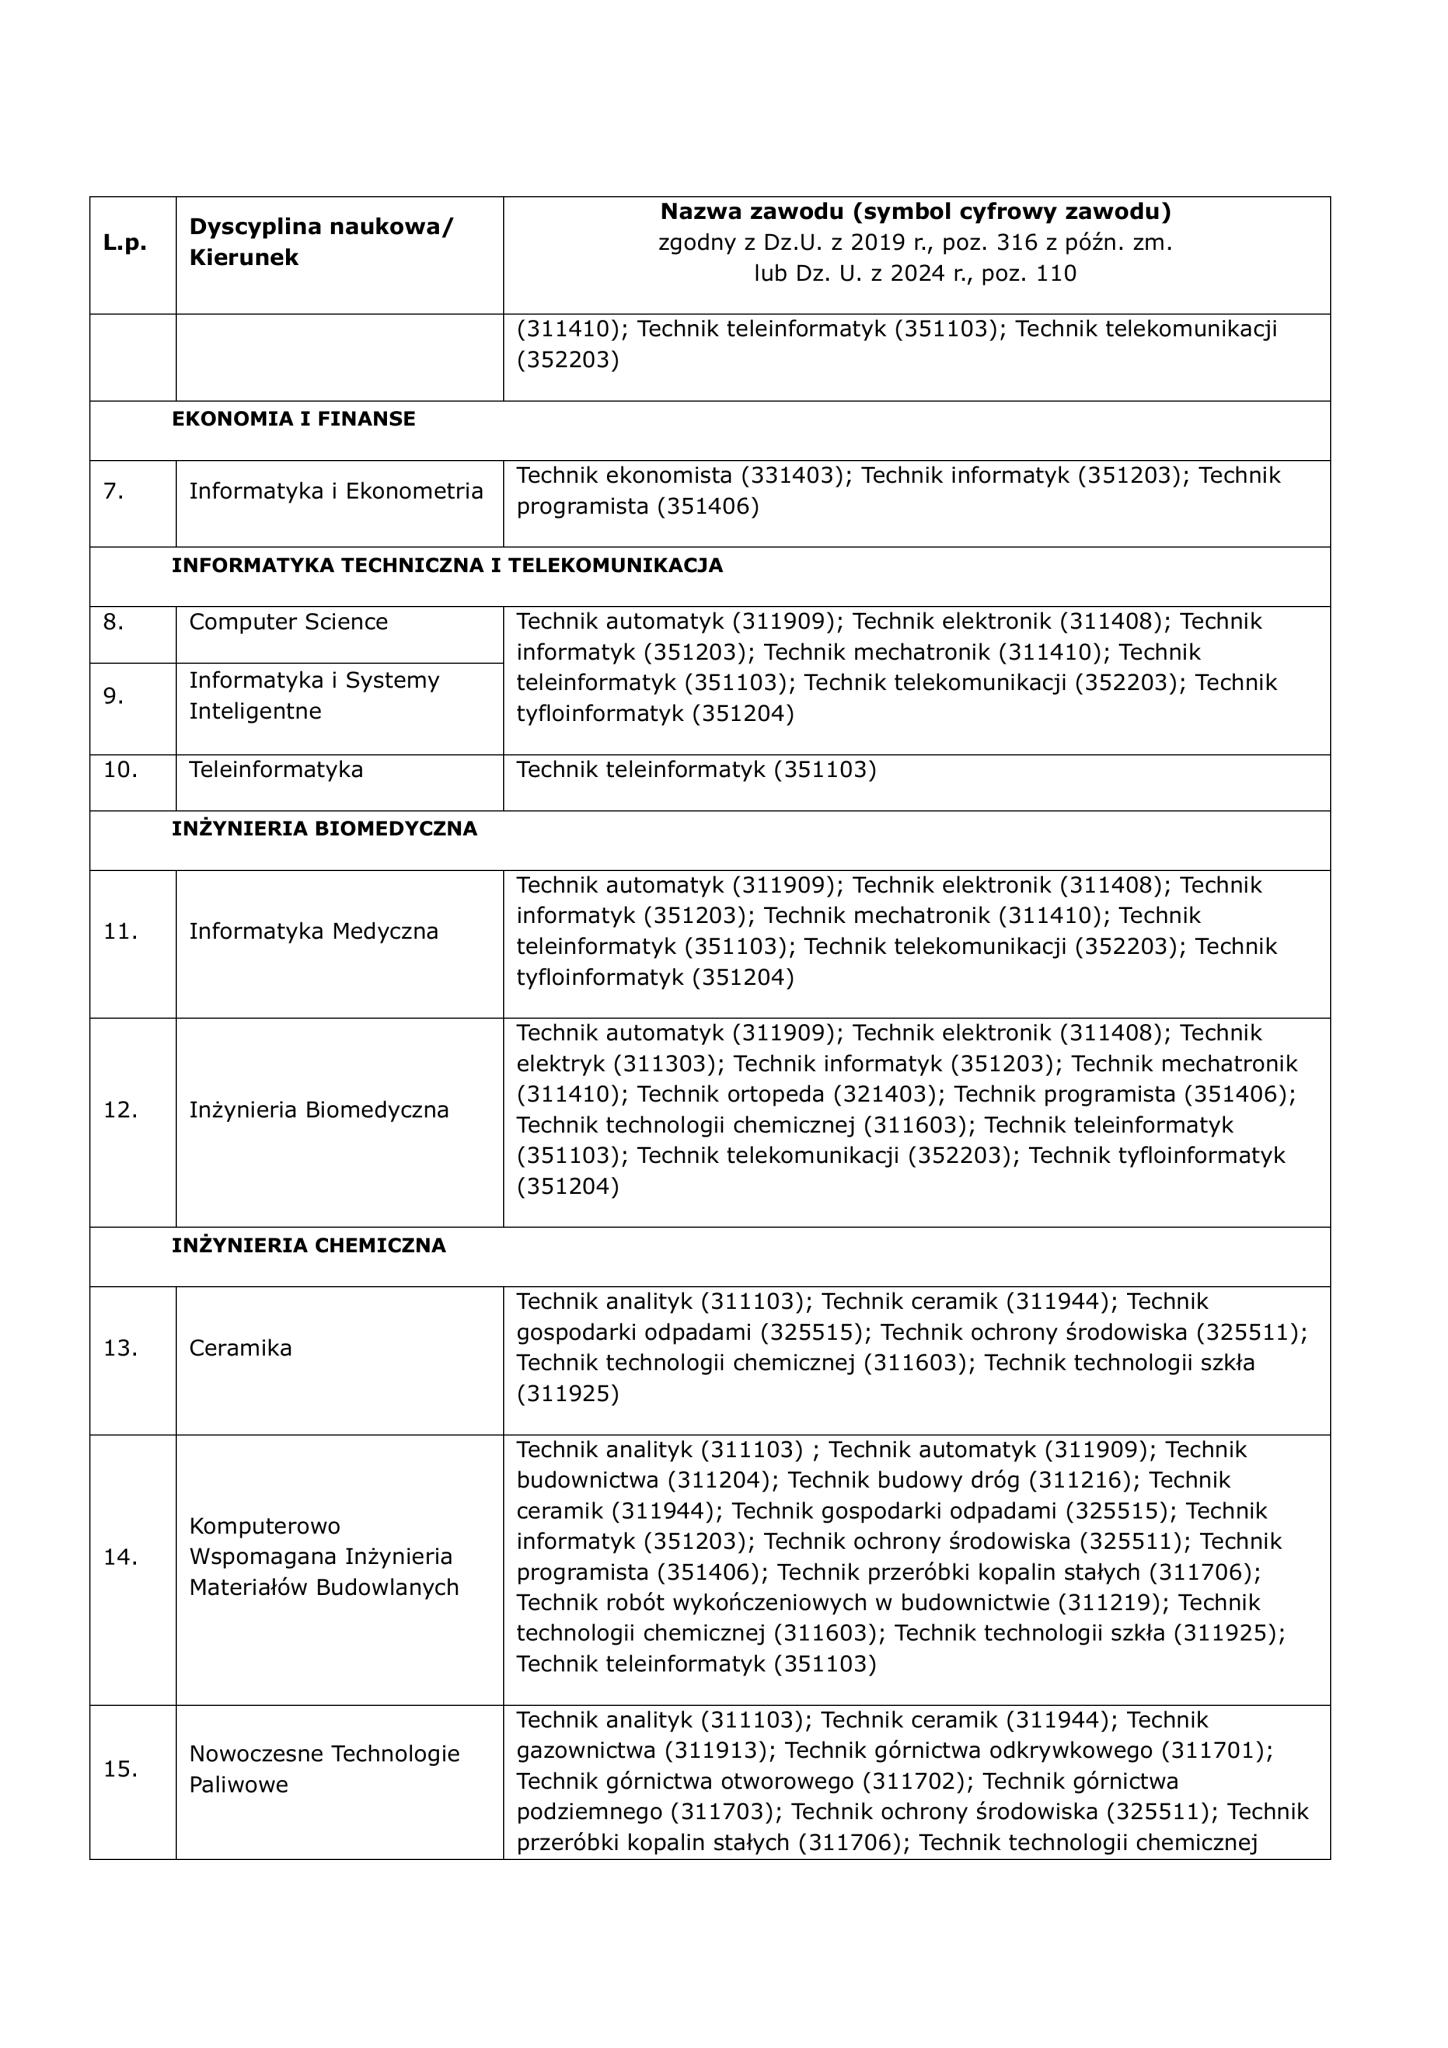 L.p.
Dyscyplina naukowa/
Kierunek
Nazwa zawodu (symbol cyfrowy zawodu)
zgodny z Dz.U. z 2019 r., poz. 316 z późn. zm.
lub Dz. U. z 2024 r., poz. 110
(311410); Technik teleinformatyk (351103); Technik telekomunikacji
(352203)
EKONOMIA I FINANSE
7.
Informatyka i Ekonometria
Technik ekonomista (331403); Technik informatyk (351203); Technik
programista (351406)
INFORMATYKA TECHNICZNA I TELEKOMUNIKACJA
8.
Computer Science
9.
Informatyka i Systemy
Inteligentne
Technik automatyk (311909); Technik elektronik (311408); Technik
informatyk (351203); Technik mechatronik (311410); Technik
teleinformatyk (351103); Technik telekomunikacji (352203); Technik
tyfloinformatyk (351204)
10.
Teleinformatyka
Technik teleinformatyk (351103)
INŻYNIERIA BIOMEDYCZNA
11.
Informatyka Medyczna
Technik automatyk (311909); Technik elektronik (311408); Technik
informatyk (351203); Technik mechatronik (311410); Technik
teleinformatyk (351103); Technik telekomunikacji (352203); Technik
tyfloinformatyk (351204)
12.
Inżynieria Biomedyczna
Technik automatyk (311909); Technik elektronik (311408); Technik
elektryk (311303); Technik informatyk (351203); Technik mechatronik
(311410); Technik ortopeda (321403); Technik programista (351406);
Technik technologii chemicznej (311603); Technik teleinformatyk
(351103); Technik telekomunikacji (352203); Technik tyfloinformatyk
(351204)
INŻYNIERIA CHEMICZNA
13.
Ceramika
Technik analityk (311103); Technik ceramik (311944); Technik
gospodarki odpadami (325515); Technik ochrony środowiska (325511);
Technik technologii chemicznej (311603); Technik technologii szkła
(311925)
14.
Komputerowo
Wspomagana Inżynieria
Materiałów Budowlanych
Technik analityk (311103) ; Technik automatyk (311909); Technik
budownictwa (311204); Technik budowy dróg (311216); Technik
ceramik (311944); Technik gospodarki odpadami (325515); Technik
informatyk (351203); Technik ochrony środowiska (325511); Technik
programista (351406); Technik przeróbki kopalin stałych (311706);
Technik robót wykończeniowych w budownictwie (311219); Technik
technologii chemicznej (311603); Technik technologii szkła (311925);
Technik teleinformatyk (351103)
15.
Nowoczesne Technologie
Paliwowe
Technik analityk (311103); Technik ceramik (311944); Technik
gazownictwa (311913); Technik górnictwa odkrywkowego (311701);
Technik górnictwa otworowego (311702); Technik górnictwa
podziemnego (311703); Technik ochrony środowiska (325511); Technik
przeróbki kopalin stałych (311706); Technik technologii chemicznej